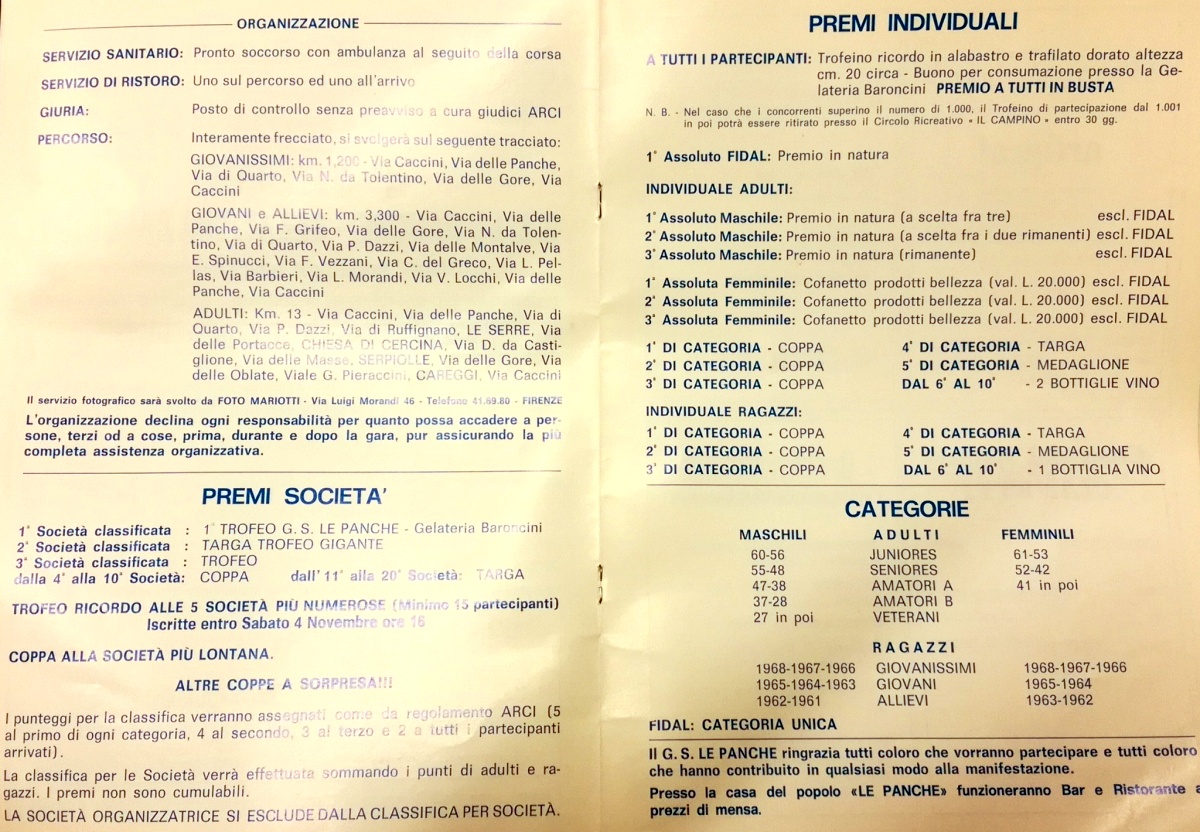 ORGANIZZAZIONE
SERVIZIO SANITARIO: Pronto soccorso con ambulanza al seguito della corsa
SERVIZIO DI RISTORO: Uno sul percorso ed uno all'arrivo
GIURIA: Posto di controllo senza preavviso a cura giudici ARCI
PERCORSO: Interamente frecciato, si svolgerà sul seguente tracciato:
GIOVANISSIMI: km. 1,200 - Via Caccini, Via delle Panche,
Via di Quarto, Via N. da Tolentino, Via delle Gore, Via
Caccini
GIOVANI e ALLIEVI: km. 3,300 - Via Caccini, Via delle
Panche, Via F. Grifeo, Via delle Gore, Via N. da Tolen-
tino, Via di Quarto, Via P. Dazzi, Via delle Montalve, Via
E. Spinucci, Via F. Vezzani, Via C. del Greco, Via L. Pel-
las, Via Barbieri, Via L. Morandi, Via V. Locchi, Via delle
Panche, Via Caccini
ADULTI: Km. 13 - Via Caccini, Via delle Panche, Via di
Quarto, Via P. Dazzi, Via di Ruffignano, LE SERRE, Via
delle Portacce, CHIESA DI CERCINA, Via D. da Casti-
glione, Via delle Masse, SERPIOLLE, Via delle Gore, Via
delle Oblate, Viale G. Pieraccini, CAREGGI, Via Caccini
Il servizio fotografico sarà svolto da FOTO MARIOTTI - Via Luigi Morandi 46 - Telefono 41.69.80 - FIRENZE
L'organizzazione declina ogni responsabilità per quanto possa accadere a per-
sone, terzi od a cose, prima, durante e dopo la gara, pur assicurando la più
completa assistenza organizzativa.
PREMI SOCIETA'
1ª Società classificata : 1° TROFEO G. S. LE PANCHE - Gelateria Baroncini
2ª Società classificata : TARGA TROFEO GIGANTE
3ª Società classificata : TROFEO
dalla 4ª alla 10ª Società: COPPA dall'11ª alla 20ª Società: TARGA
TROFEO RICORDO ALLE 5 SOCIETÀ PIÙ NUMEROSE (Minimo 15 partecipanti)
Iscritte entro Sabato 4 Novembre ore 16
COPPA ALLA SOCIETÀ PIÙ LONTANA.
ALTRE COPPE A SORPRESA!!!
I punteggi per la classifica verranno assegnati come da regolamento ARCI (5
al primo di ogni categoria, 4 al secondo, 3 al terzo e 2 a tutti i partecipanti
arrivati).
La classifica per le Società verrà effettuata sommando i punti di adulti e ra-
gazzi. I premi non sono cumulabili.
LA SOCIETÀ ORGANIZZATRICE SI ESCLUDE DALLA CLASSIFICA PER SOCIETÀ.
PREMI INDIVIDUALI
A TUTTI I PARTECIPANTI: Trofeino ricordo in alabastro e trafilato dorato altezza
cm. 20 circa - Buono per consumazione presso la Ge-
lateria Baroncini PREMIO A TUTTI IN BUSTA
N. B. - Nel caso che i concorrenti superino il numero di 1.000, il Trofeino di partecipazione dal 1.001
in poi potrà essere ritirato presso il Circolo Ricreativo « IL CAMPINO » entro 30 gg.
1° Assoluto FIDAL: Premio in natura
INDIVIDUALE ADULTI:
1° Assoluto Maschile: Premio in natura (a scelta fra tre) escl. FIDAL
2° Assoluto Maschile: Premio in natura (a scelta fra i due rimanenti) escl. FIDAL
3° Assoluto Maschile: Premio in natura (rimanente) escl. FIDAL
1ª Assoluta Femminile: Cofanetto prodotti bellezza (val. L. 20.000) escl. FIDAL
2ª Assoluta Femminile: Cofanetto prodotti bellezza (val. L. 20.000) escl. FIDAL
3ª Assoluta Femminile: Cofanetto prodotti bellezza (val. L. 20.000) escl. FIDAL
1° DI CATEGORIA - COPPA 4° DI CATEGORIA - TARGA
2° DI CATEGORIA - COPPA 5° DI CATEGORIA - MEDAGLIONE
3° DI CATEGORIA - COPPA DAL 6° AL 10° - 2 BOTTIGLIE VINO
INDIVIDUALE RAGAZZI:
1° DI CATEGORIA - COPPA 4° DI CATEGORIA - TARGA
2° DI CATEGORIA - COPPA 5° DI CATEGORIA - MEDAGLIONE
3° DI CATEGORIA - COPPA DAL 6° AL 10° - 1 BOTTIGLIA VINO
CATEGORIE
MASCHILI ADULTI FEMMINILI
60-56 JUNIORES 61-53
55-48 SENIORES 52-42
47-38 AMATORI A 41 in poi
37-28 AMATORI B
27 in poi VETERANI
RAGAZZI
1968-1967-1966 GIOVANISSIMI 1968-1967-1966
1965-1964-1963 GIOVANI 1965-1964
1962-1961 ALLIEVI 1963-1962
FIDAL: CATEGORIA UNICA
Il G. S. LE PANCHE ringrazia tutti coloro che vorranno partecipare e tutti coloro
che hanno contribuito in qualsiasi modo alla manifestazione.
Presso la casa del popolo «LE PANCHE» funzioneranno Bar e Ristorante a
prezzi di mensa.